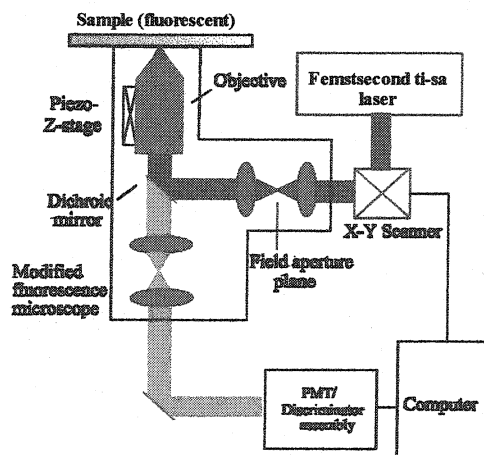 Sample (fluorescent)
Objective
Femstsecond ti-sa
laser
Piezo-
Z-stage
Dichroic
mirror
X-Y Scanner
Field aperture
plane
Modified
fluorescence
microscope
PMT/
Discriminator
assembly
Computer